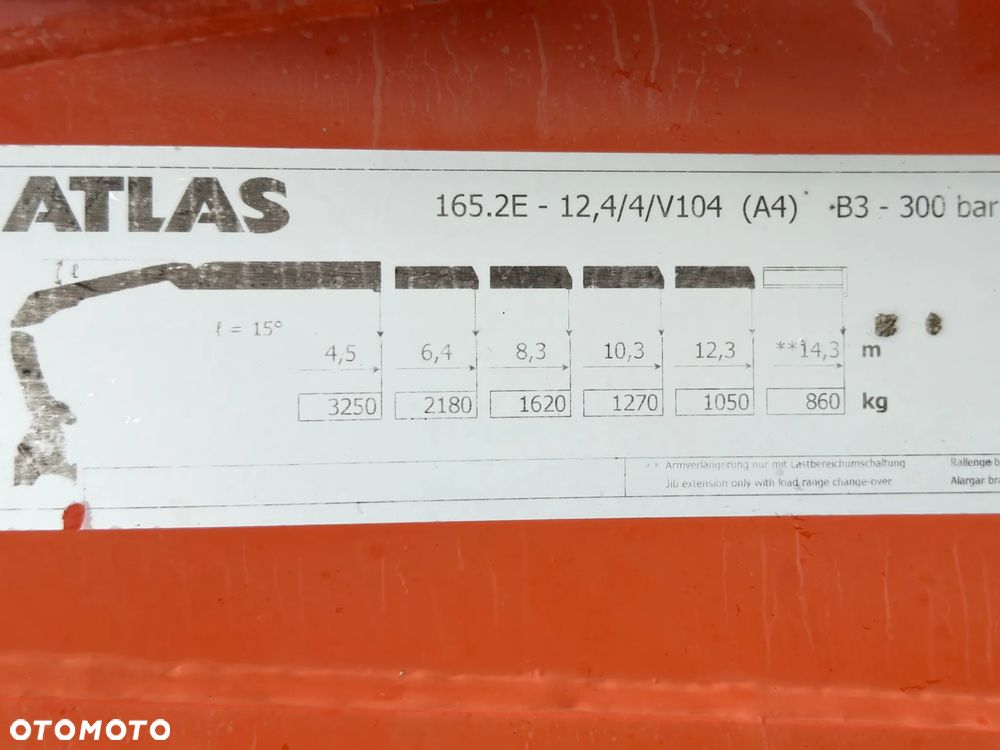 ATLAS
165.2E - 12,4/4/V104 (A4) B3 - 300 bar
ℓ
ℓ = 15°
4,5 6,4 8,3 10,3 12,3 **14,3 m
3250 2180 1620 1270 1050 860 kg
** Armverlängerung nur mit Lastbereichumschaltung
Jib extension only with load range change-over
Rallenge
Alargar
OTOMOTO